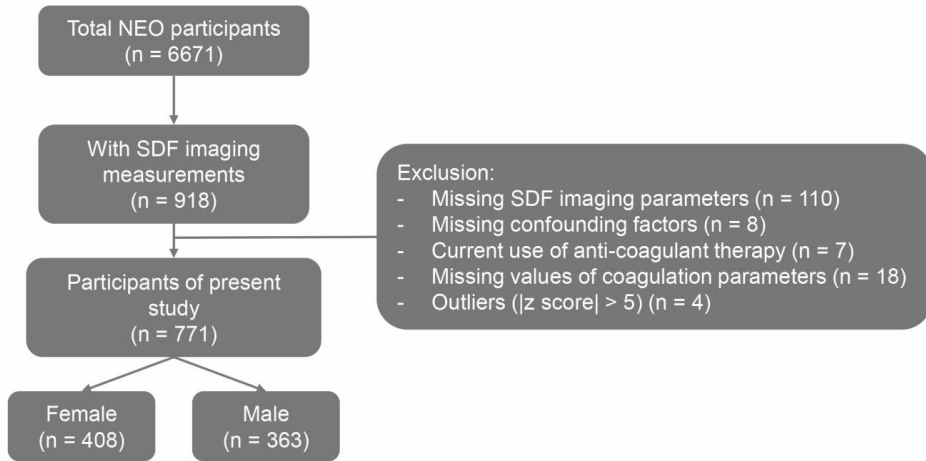 Total NEO participants
(n = 6671)
With SDF imaging
measurements
(n = 918)
Exclusion:
- Missing SDF imaging parameters (n = 110)
- Missing confounding factors (n = 8)
- Current use of anti-coagulant therapy (n = 7)
- Missing values of coagulation parameters (n = 18)
- Outliers (|z score| > 5) (n = 4)
Participants of present
study
(n = 771)
Female
(n = 408)
Male
(n = 363)